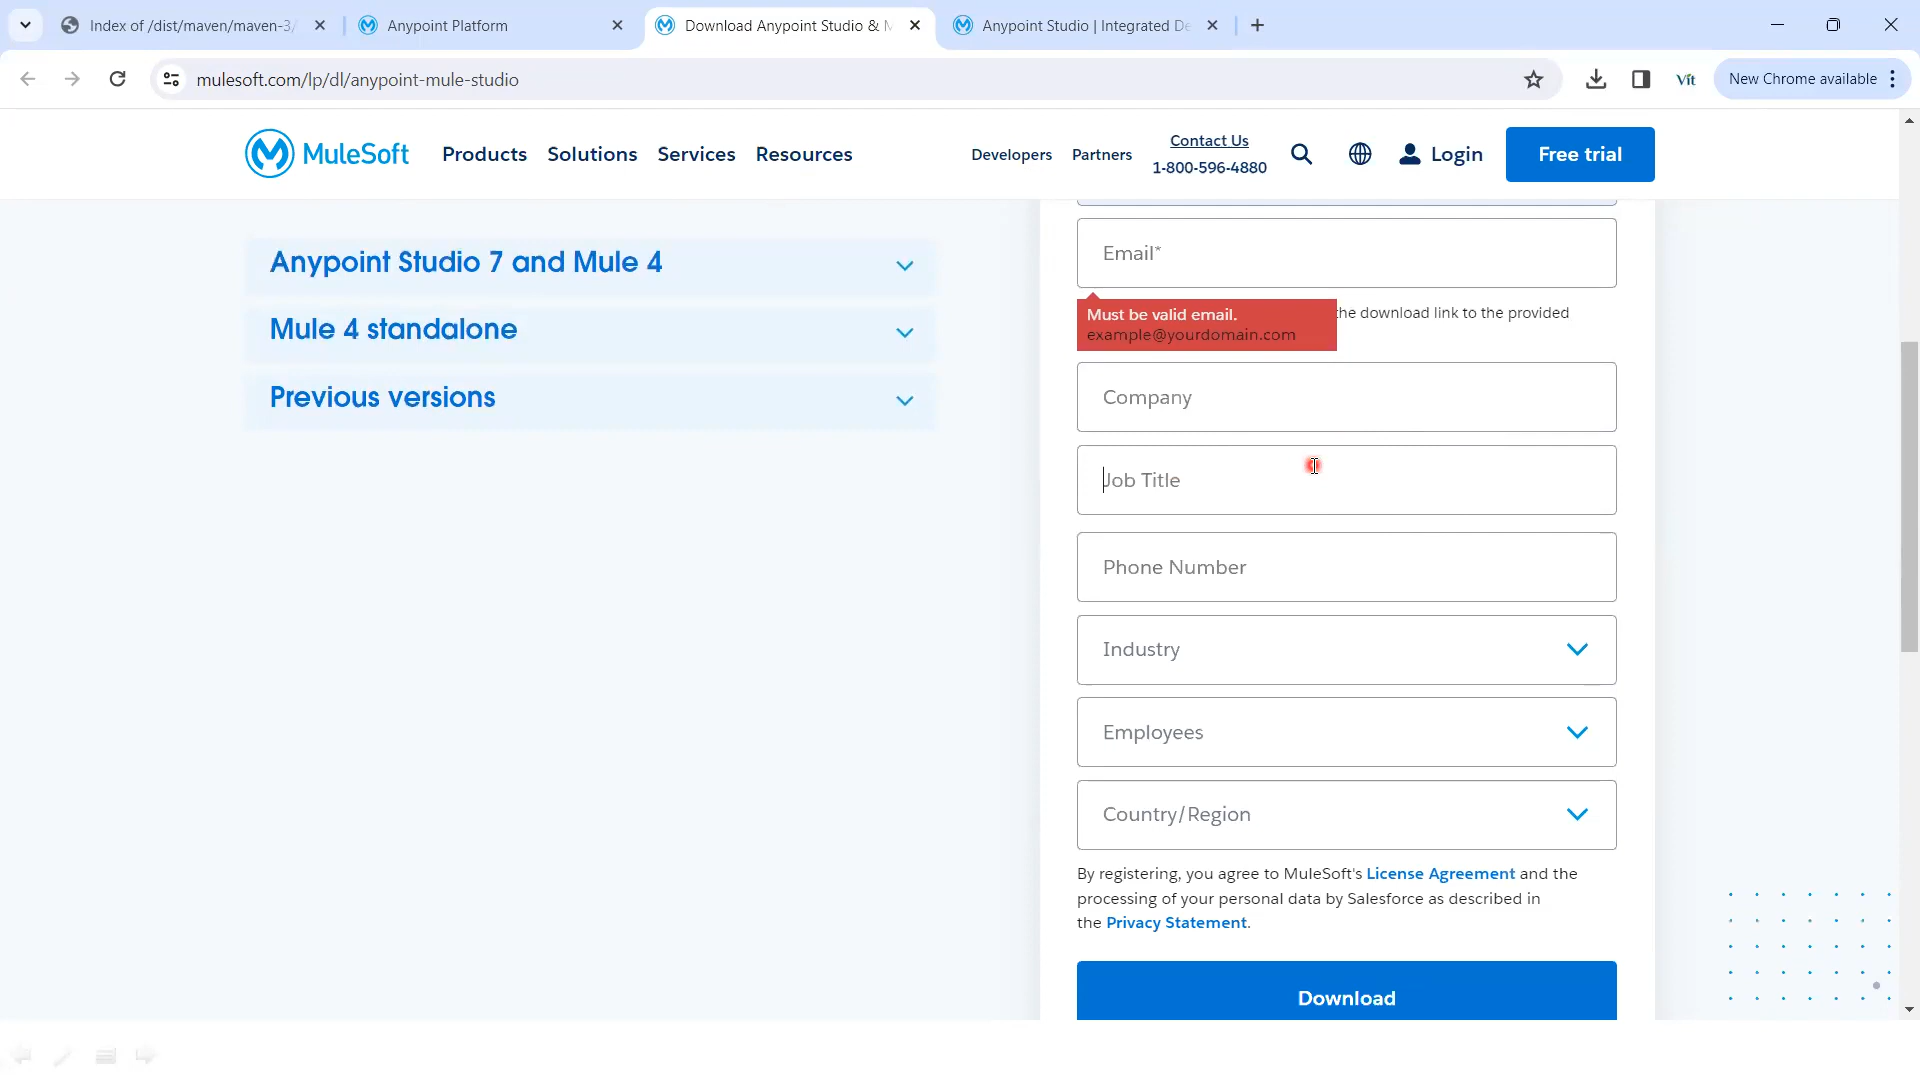 Index of /dist/maven/maven-3/
Anypoint Platform
Download Anypoint Studio & M
Anypoint Studio | Integrated De
mulesoft.com/lp/dl/anypoint-mule-studio
Vit
New Chrome available
MuleSoft
Products
Solutions
Services
Resources
Developers
Partners
Contact Us
1-800-596-4880
Login
Free trial
Anypoint Studio 7 and Mule 4
Mule 4 standalone
Previous versions
Email*
Must be valid email.
example@yourdomain.com
the download link to the provided
Company
Job Title
Phone Number
Industry
Employees
Country/Region
By registering, you agree to MuleSoft's License Agreement and the
processing of your personal data by Salesforce as described in
the Privacy Statement.
Download